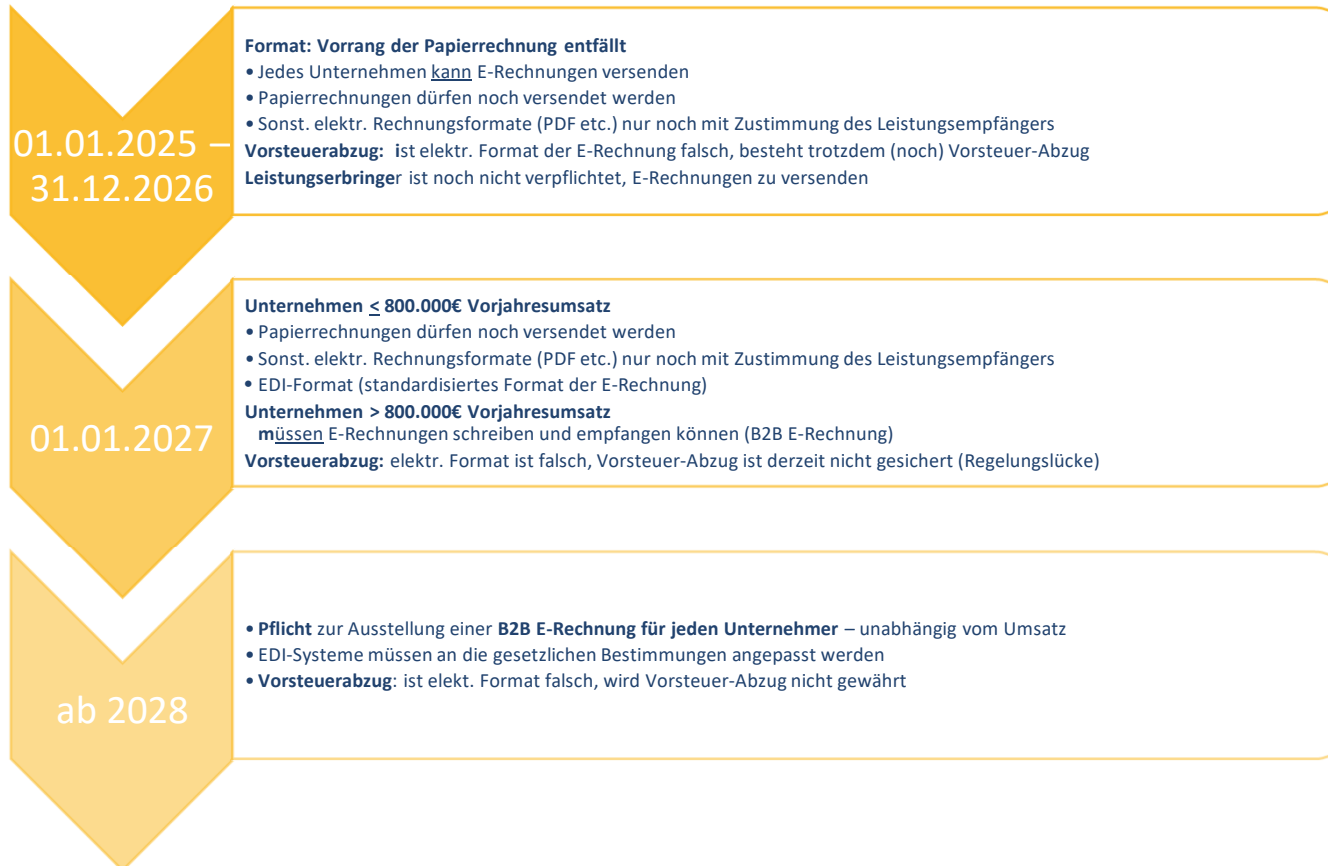 01.01.2025 –
31.12.2026
Format: Vorrang der Papierrechnung entfällt
• Jedes Unternehmen kann E-Rechnungen versenden
• Papierrechnungen dürfen noch versendet werden
• Sonst. elektr. Rechnungsformate (PDF etc.) nur noch mit Zustimmung des Leistungsempfängers
Vorsteuerabzug: ist elektr. Format der E-Rechnung falsch, besteht trotzdem (noch) Vorsteuer-Abzug
Leistungserbringer ist noch nicht verpflichtet, E-Rechnungen zu versenden
01.01.2027
Unternehmen ≤ 800.000€ Vorjahresumsatz
• Papierrechnungen dürfen noch versendet werden
• Sonst. elektr. Rechnungsformate (PDF etc.) nur noch mit Zustimmung des Leistungsempfängers
• EDI-Format (standardisiertes Format der E-Rechnung)
Unternehmen > 800.000€ Vorjahresumsatz
müssen E-Rechnungen schreiben und empfangen können (B2B E-Rechnung)
Vorsteuerabzug: elektr. Format ist falsch, Vorsteuer-Abzug ist derzeit nicht gesichert (Regelungslücke)
ab 2028
• Pflicht zur Ausstellung einer B2B E-Rechnung für jeden Unternehmer – unabhängig vom Umsatz
• EDI-Systeme müssen an die gesetzlichen Bestimmungen angepasst werden
• Vorsteuerabzug: ist elekt. Format falsch, wird Vorsteuer-Abzug nicht gewährt